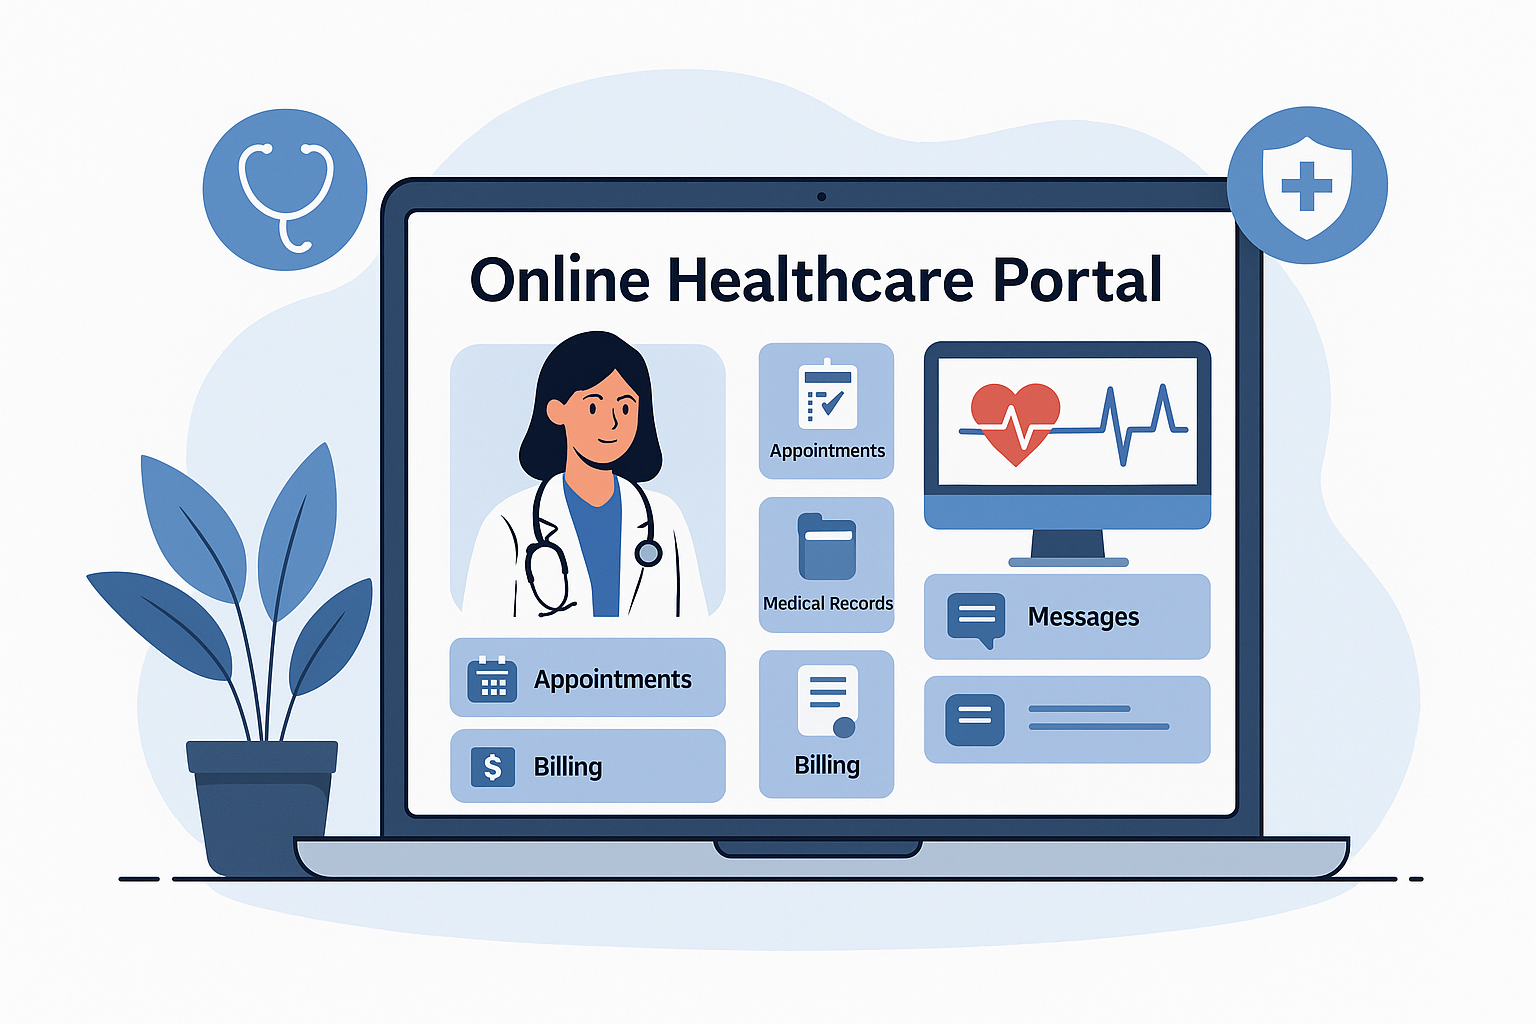 Online Healthcare Portal
Appointments
Medical Records
Messages
Appointments
$
Billing
Billing